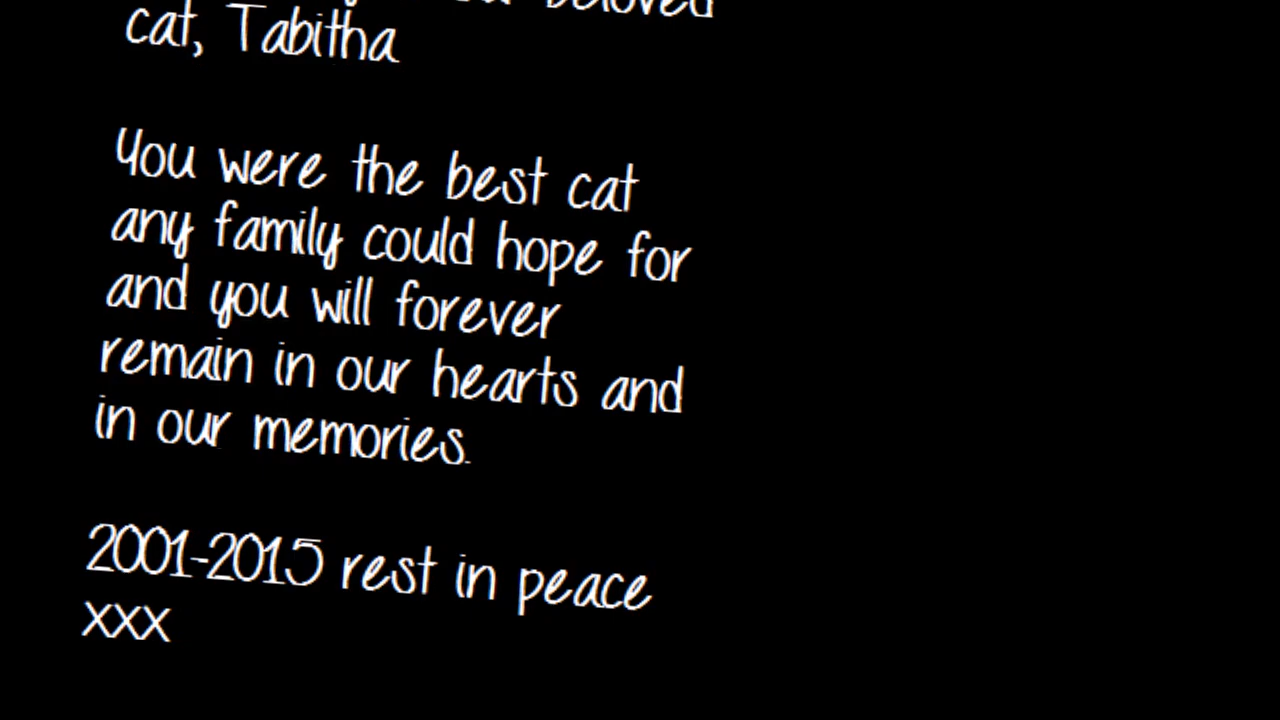 beloved
cat, Tabitha
You were the best cat
any family could hope for
and you will forever
remain in our hearts and
in our memories.
2001-2015 rest in peace
xxx